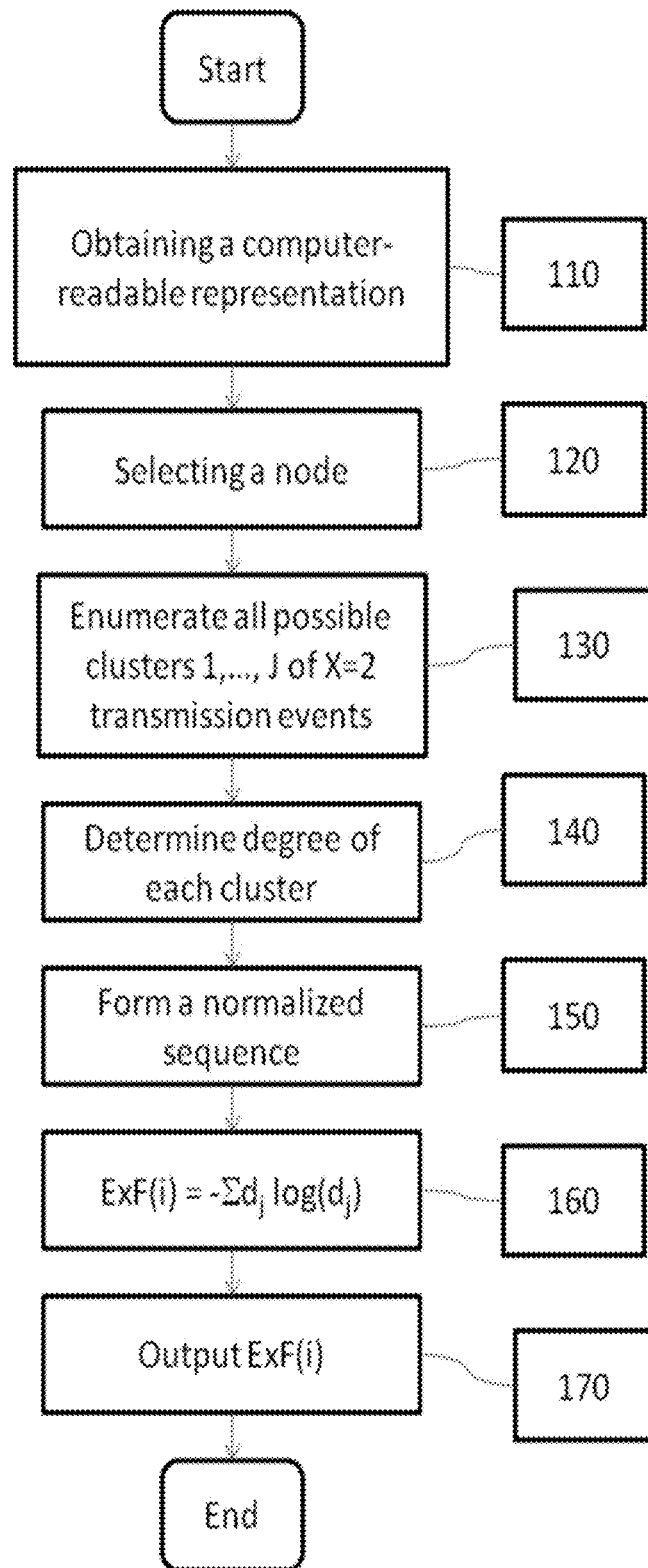 Start
Obtaining a computer-
readable representation
110
Selecting a node
120
Enumerate all possible
clusters 1,..., J of X=2
transmission events
130
Determine degree of
each cluster
140
Form a normalized
sequence
150
ExF(i) = -Σdⱼ log(dⱼ)
160
Output ExF(i)
170
End